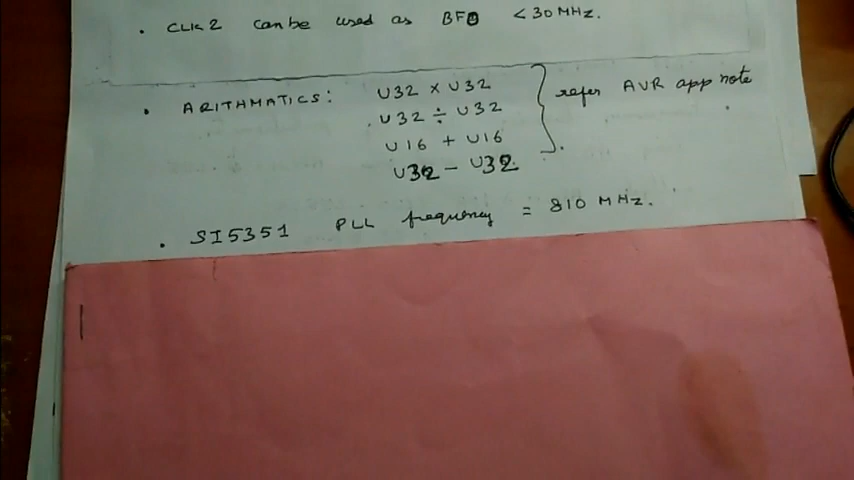 . CLK2 can be used as BFO <30 MHz.
. ARITHMATICS: U32 × U32
U32 ÷ U32
U16 + U16
U32 - U32
} refer AVR app note.
. SI5351 PLL frequency = 810 MHz.